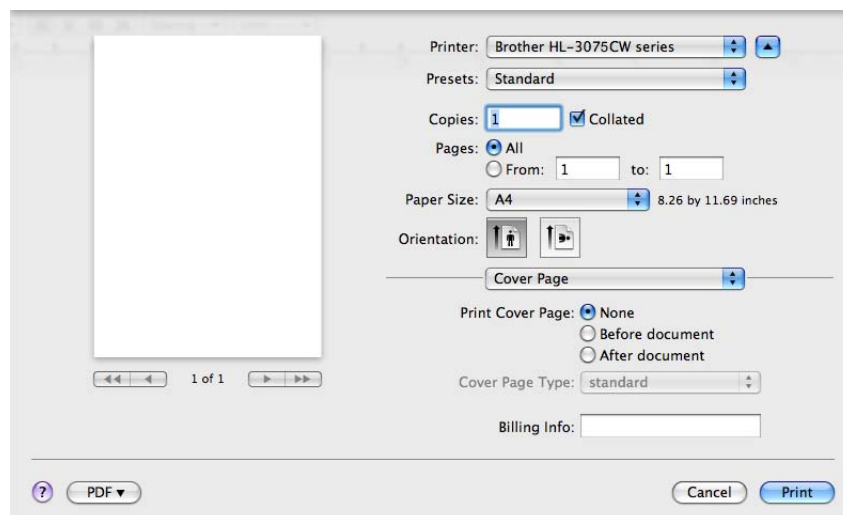 Printer: Brother HL-3075CW series
Presets: Standard
Copies: 1 Collated
Pages: All
From: 1 to: 1
Paper Size: A4 8.26 by 11.69 inches
Orientation:
Cover Page
Print Cover Page: None
Before document
After document
1 of 1
Cover Page Type: standard
Billing Info:
? PDF ▼ Cancel Print